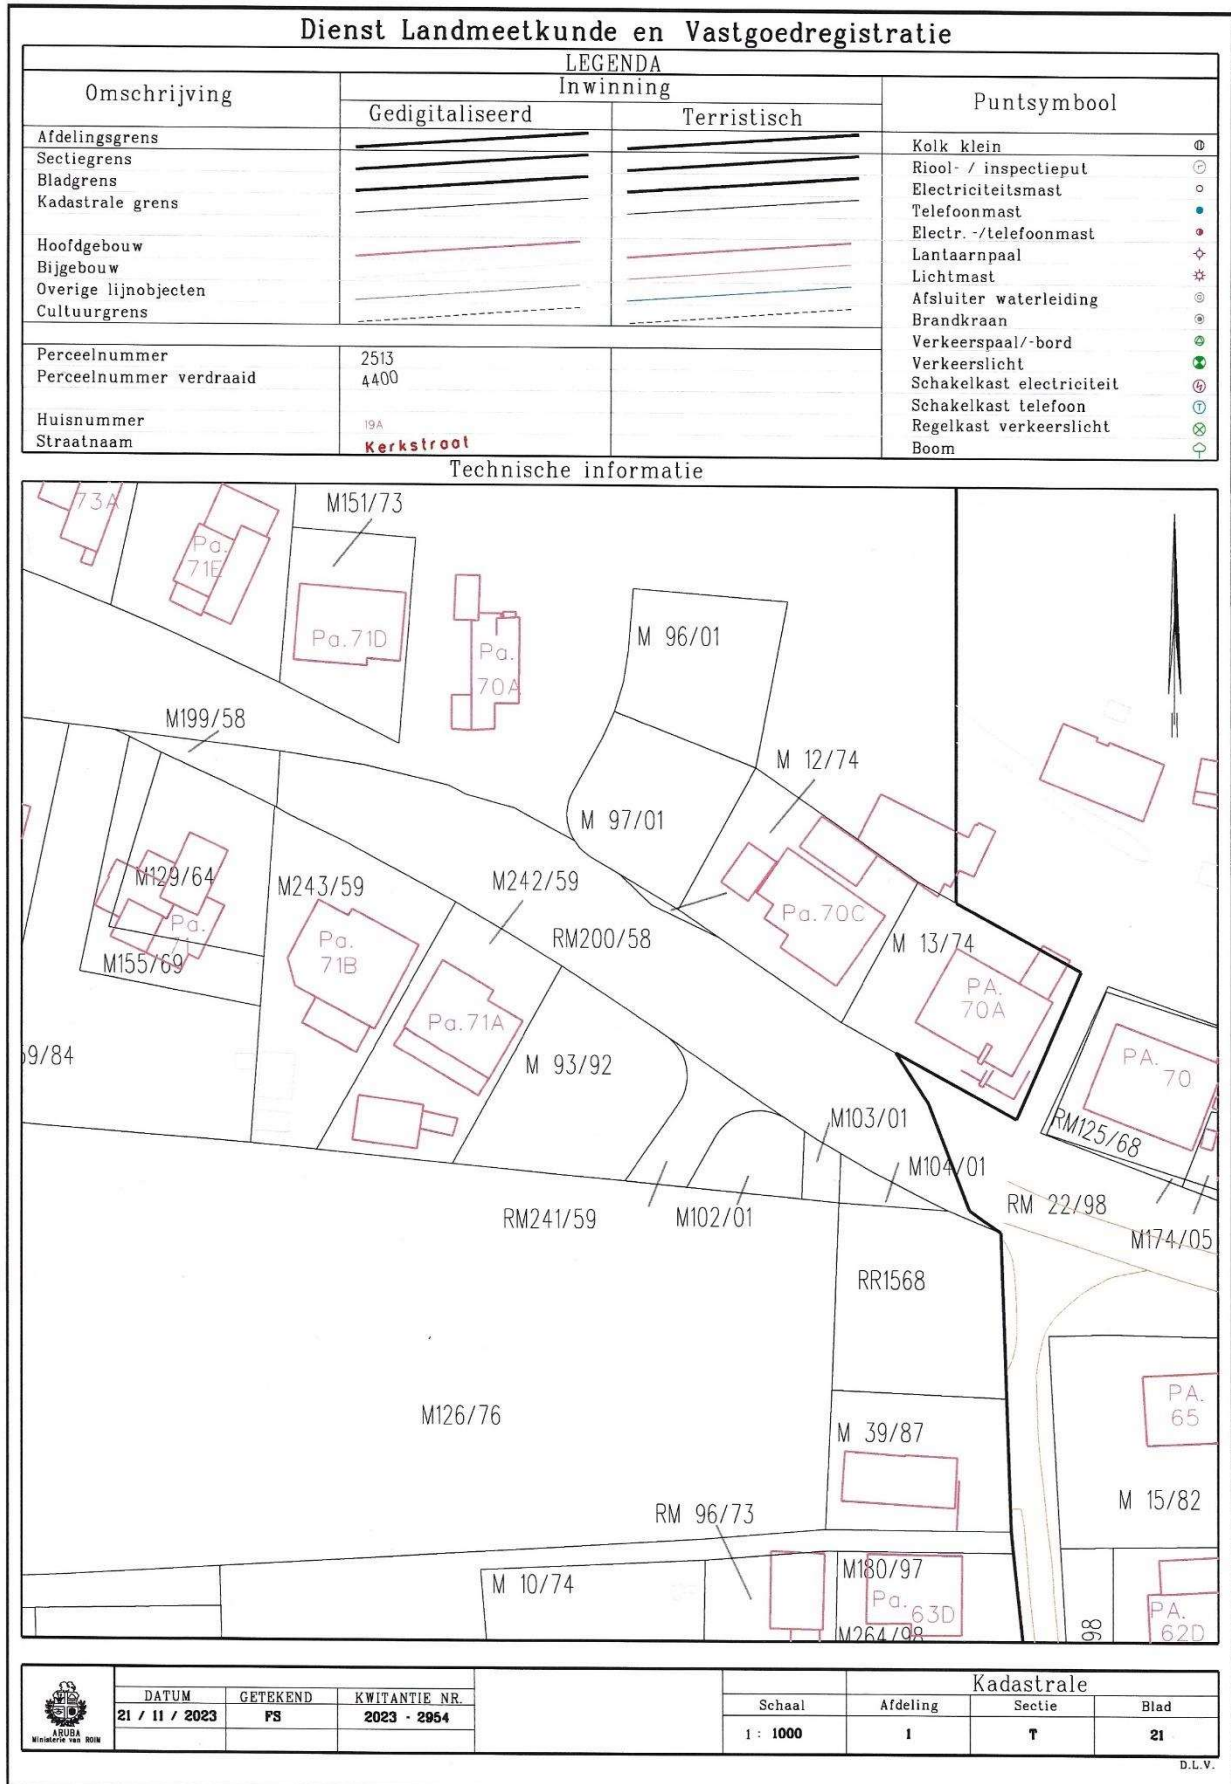 Dienst Landmeetkunde en Vastgoedregistratie
LEGENDA
Omschrijving
Inwinning
Gedigitaliseerd
Terristisch
Puntsymbool
Afdelingsgrens
Sectiegrens
Bladgrens
Kadastrale grens
Hoofdgebouw
Bijgebouw
Overige lijnobjecten
Cultuurgrens
Perceelnummer 2513
Perceelnummer verdraaid 4400
Huisnummer 19A
Straatnaam Kerkstraat
Kolk klein
Riool- / inspectieput
Electriciteitsmast
Telefoonmast
Electr. -/telefoonmast
Lantaarnpaal
Lichtmast
Afsluiter waterleiding
Brandkraan
Verkeerspaal/-bord
Verkeerslicht
Schakelkast electriciteit
Schakelkast telefoon
Regelkast verkeerslicht
Boom
Technische informatie
73A
Pa.
71E
M151/73
Pa.71D
Pa.
70A
M 96/01
N
M199/58
M 12/74
M 97/01
M129/64
Pa.
71
M155/69
M243/59
Pa.
71B
M242/59
RM200/58
Pa.70C
M 13/74
PA.
70A
Pa.71A
M 93/92
9/84
PA.
70
RM125/68
M103/01
M104/01
RM241/59
M102/01
RM 22/98
M174/05
RR1568
M126/76
M 39/87
PA.
65
M 15/82
RM 96/73
M 10/74
M180/97
Pa.
63D
M264/98
98
PA.
62D
ARUBA
Ministerie van ROIM
DATUM
21 / 11 / 2023
GETEKEND
FS
KWITANTIE NR.
2023 - 2954
Kadastrale
Schaal
1 : 1000
Afdeling
1
Sectie
T
Blad
21
D.L.V.